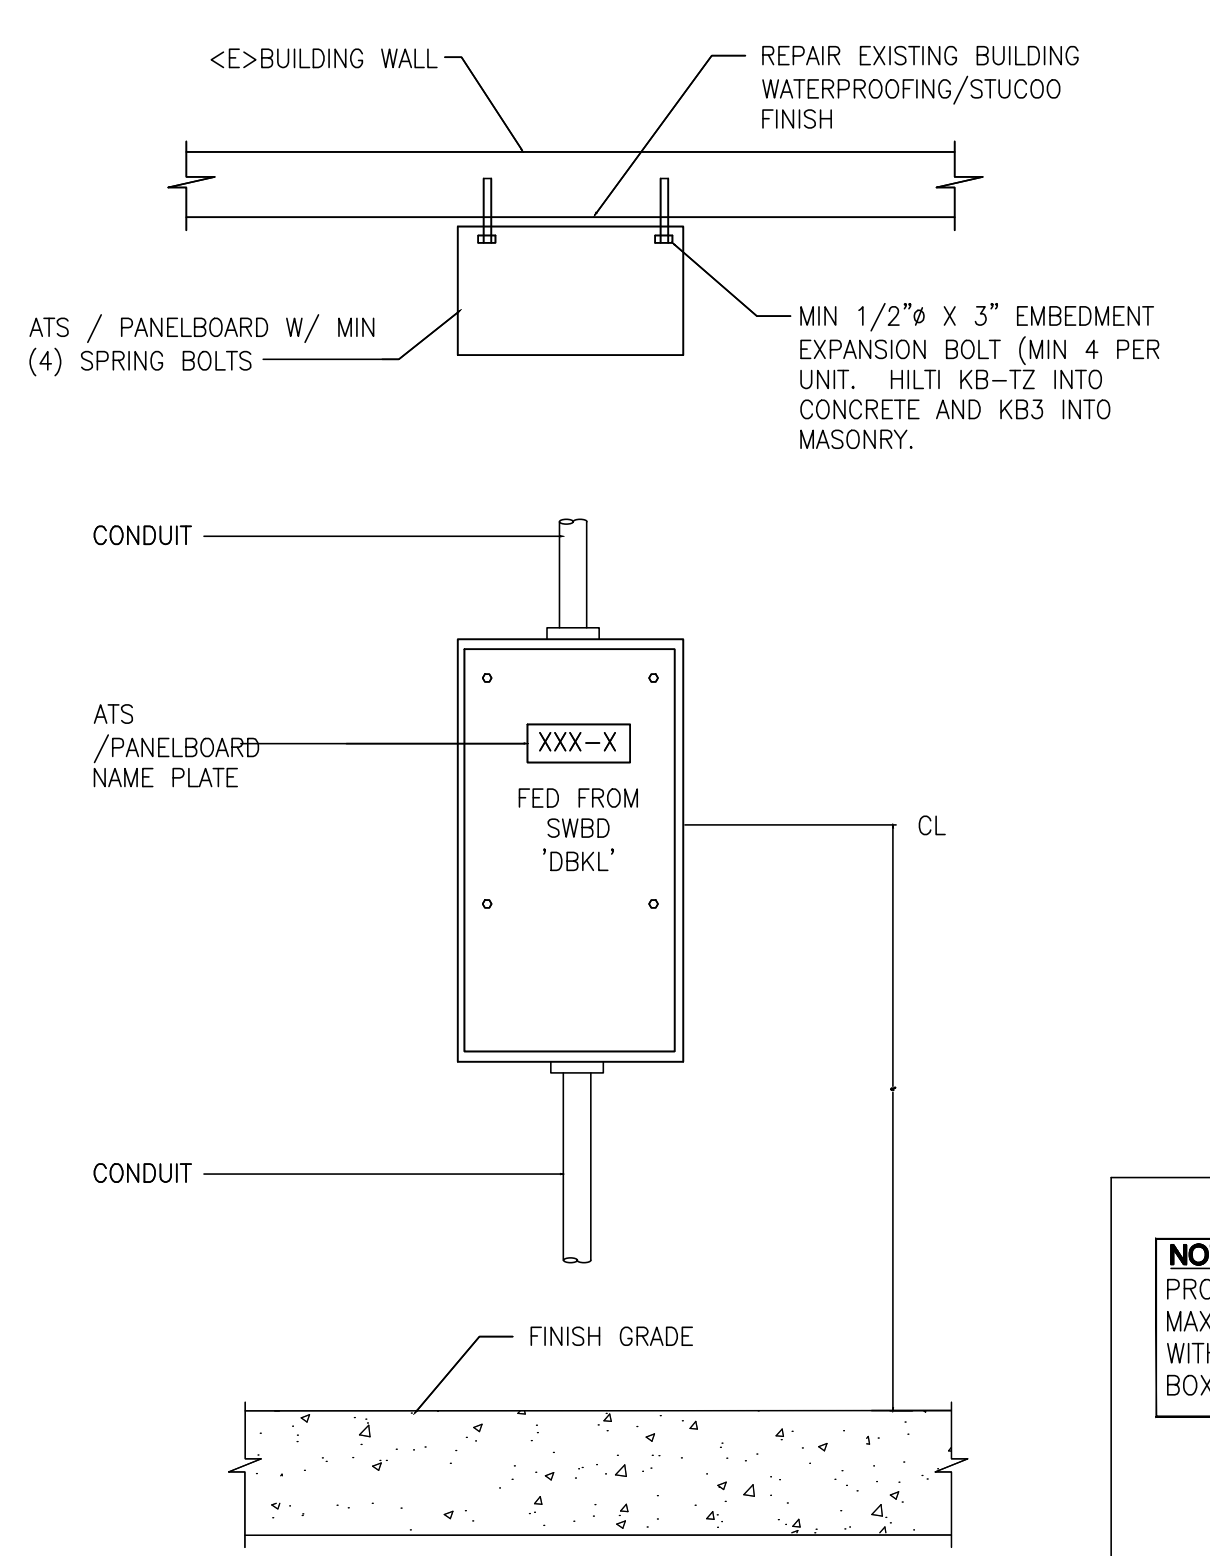 <E>BUILDING WALL
REPAIR EXISTING BUILDING
WATERPROOFING/STUCOO
FINISH
ATS / PANELBOARD W/ MIN
(4) SPRING BOLTS
MIN 1/2"ø X 3" EMBEDMENT
EXPANSION BOLT (MIN 4 PER
UNIT. HILTI KB-TZ INTO
CONCRETE AND KB3 INTO
MASONRY.
CONDUIT
ATS
/PANELBOARD
NAME PLATE
XXX-X
FED FROM
SWBD
'DBKL'
CL
CONDUIT
FINISH GRADE